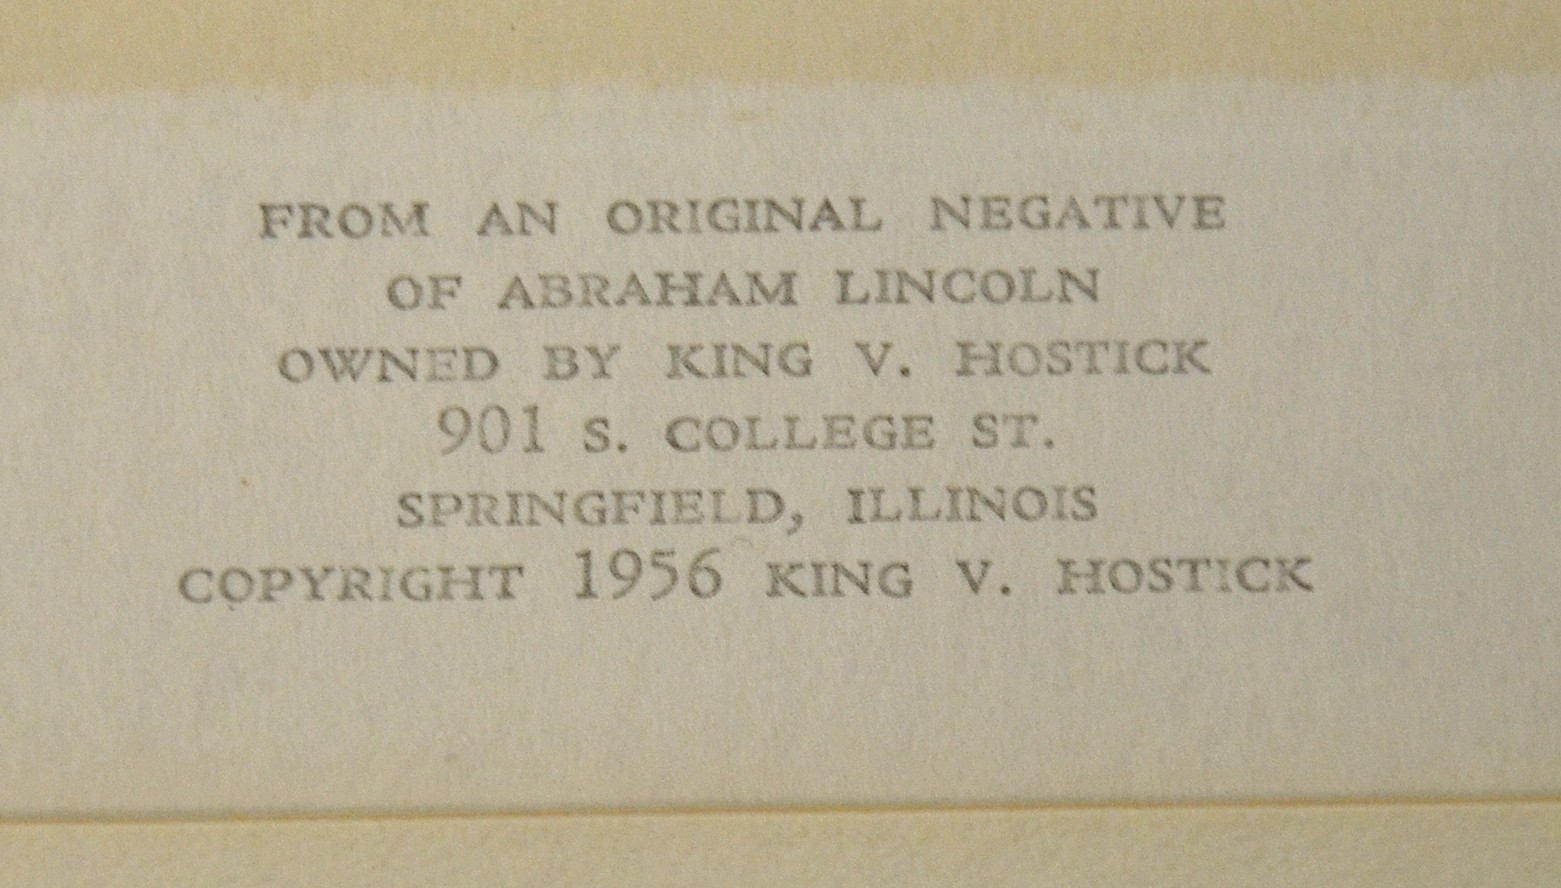 FROM AN ORIGINAL NEGATIVE
OF ABRAHAM LINCOLN
OWNED BY KING V. HOSTICK
901 S. COLLEGE ST.
SPRINGFIELD, ILLINOIS
COPYRIGHT 1956 KING V. HOSTICK